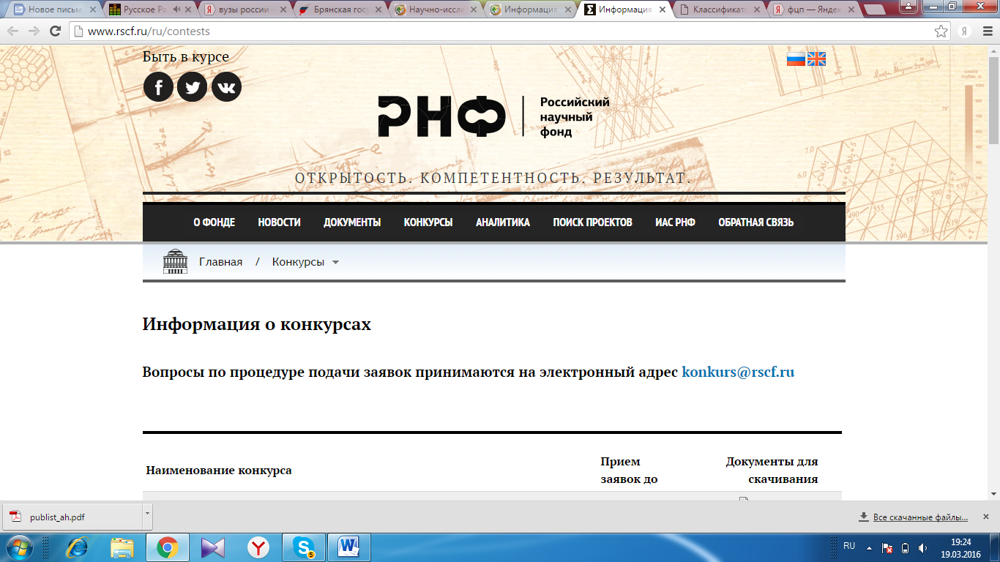 Новое письм
Русское Ра
вузы россии
Брянская гос
Научно-иссле
Информация
Информация
Классификат
фцп — Яндек
www.rscf.ru/ru/contests
Быть в курсе
РНФ
Российский
научный
фонд
ОТКРЫТОСТЬ. КОМПЕТЕНТНОСТЬ. РЕЗУЛЬТАТ.
О ФОНДЕ НОВОСТИ ДОКУМЕНТЫ КОНКУРСЫ АНАЛИТИКА ПОИСК ПРОЕКТОВ ИАС РНФ ОБРАТНАЯ СВЯЗЬ
Главная / Конкурсы
Информация о конкурсах
Вопросы по процедуре подачи заявок принимаются на электронный адрес konkurs@rscf.ru
Наименование конкурса
Прием
заявок до
Документы для
скачивания
publist_ah.pdf
Все скачанные файлы...
RU
19:24
19.03.2016